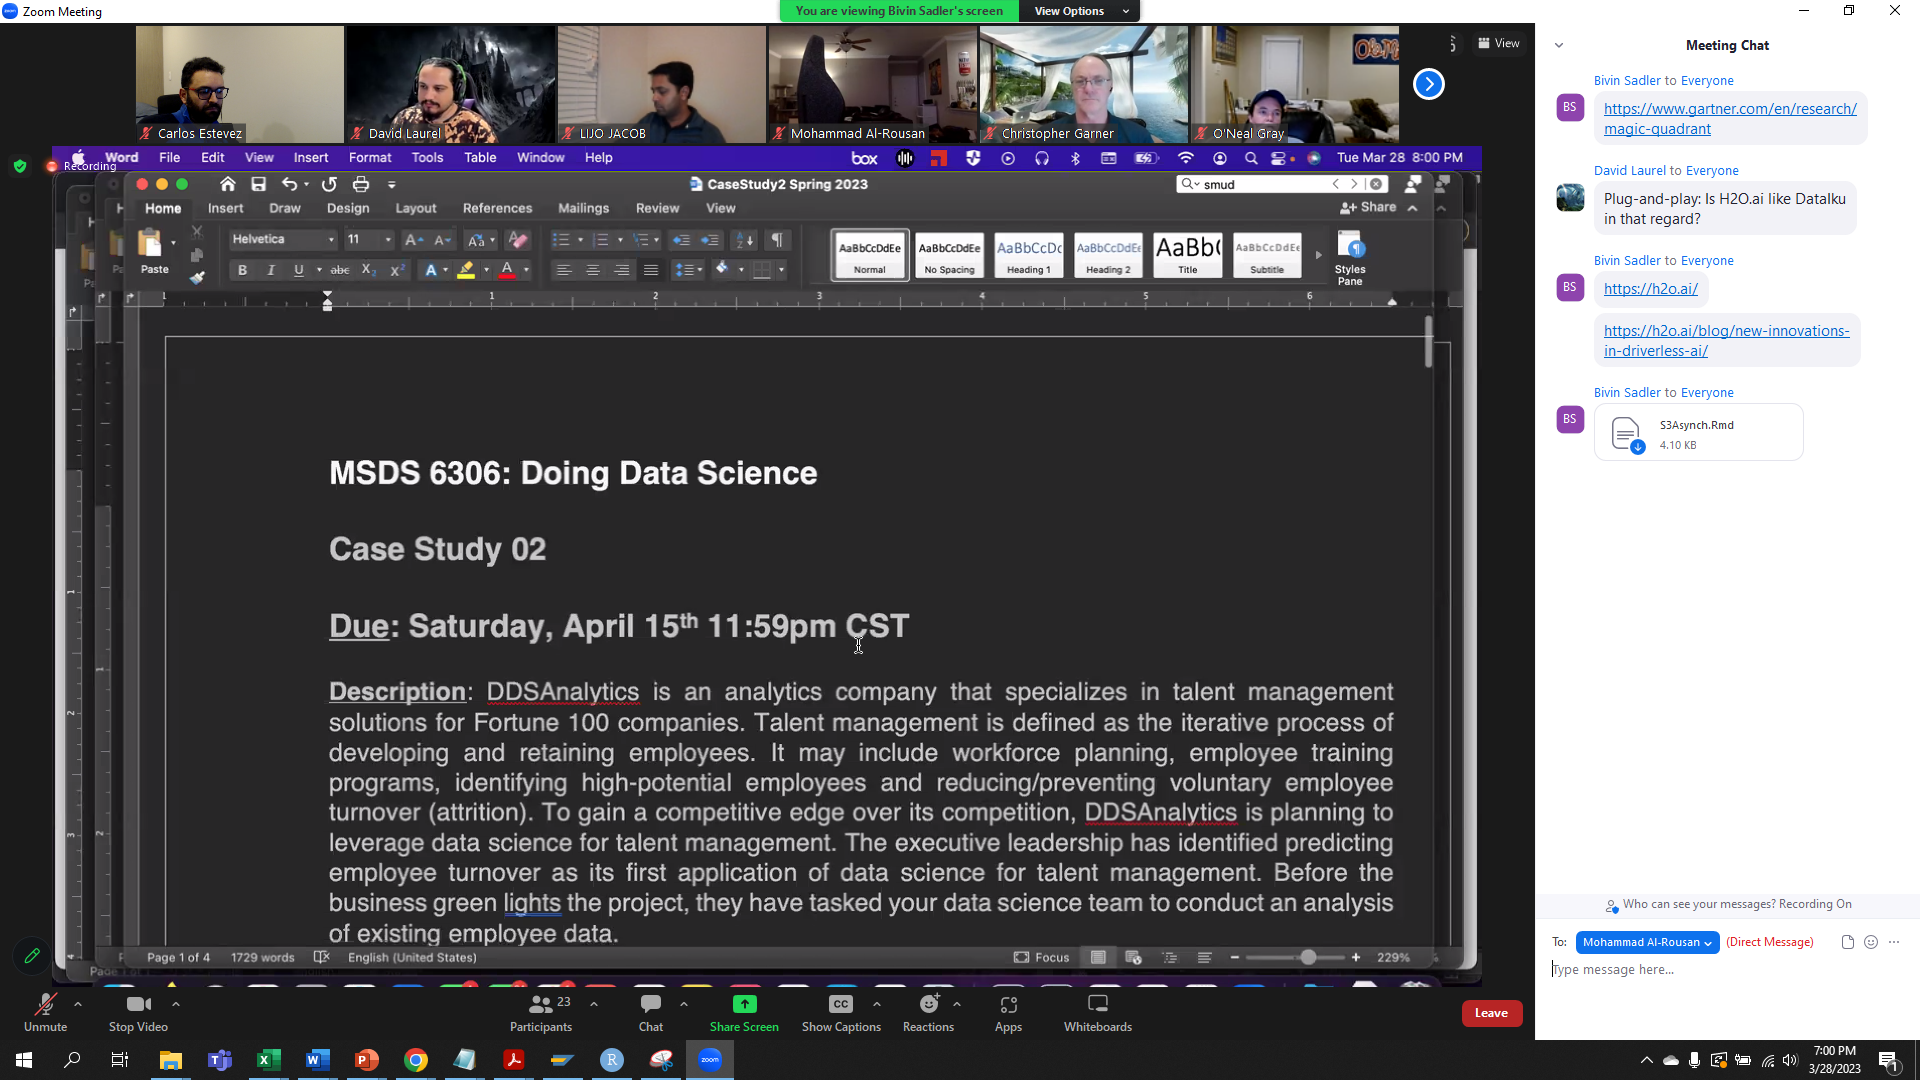 Zoom Meeting
You are viewing Bivin Sadler's screen
View Options
View
Carlos Estevez
David Laurel
LIJO JACOB
Mohammad Al-Rousan
Christopher Garner
O'Neal Gray
Recording
Word File Edit View Insert Format Tools Table Window Help
box
Tue Mar 28 8:00 PM
CaseStudy2 Spring 2023
smud
Home Insert Draw Design Layout References Mailings Review View
Share
Paste
Helvetica 11
AaBbCcDdEe AaBbCcDdEe AaBbCcDc AaBbCcDdEe AaBb( AaBbCcDdEe
Normal No Spacing Heading 1 Heading 2 Title Subtitle
Styles
Pane
1 1 2 3 4 5 6
MSDS 6306: Doing Data Science
Case Study 02
Due: Saturday, April 15th 11:59pm CST
Description: DDSAnalytics is an analytics company that specializes in talent management
solutions for Fortune 100 companies. Talent management is defined as the iterative process of
developing and retaining employees. It may include workforce planning, employee training
programs, identifying high-potential employees and reducing/preventing voluntary employee
turnover (attrition). To gain a competitive edge over its competition, DDSAnalytics is planning to
leverage data science for talent management. The executive leadership has identified predicting
employee turnover as its first application of data science for talent management. Before the
business green lights the project, they have tasked your data science team to conduct an analysis
of existing employee data.
Page 1 of 4 1729 words English (United States)
Focus
229%
Meeting Chat
Bivin Sadler to Everyone
BS
https://www.gartner.com/en/research/
magic-quadrant
David Laurel to Everyone
Plug-and-play: Is H2O.ai like Datalku
in that regard?
Bivin Sadler to Everyone
BS
https://h2o.ai/
https://h2o.ai/blog/new-innovations-
in-driverless-ai/
Bivin Sadler to Everyone
BS
S3Asynch.Rmd
4.10 KB
Who can see your messages? Recording On
To: Mohammad Al-Rousan (Direct Message)
Type message here...
Unmute
Stop Video
Participants 23
Chat
Share Screen
CC
Show Captions
Reactions
Apps
Whiteboards
Leave
7:00 PM
3/28/2023